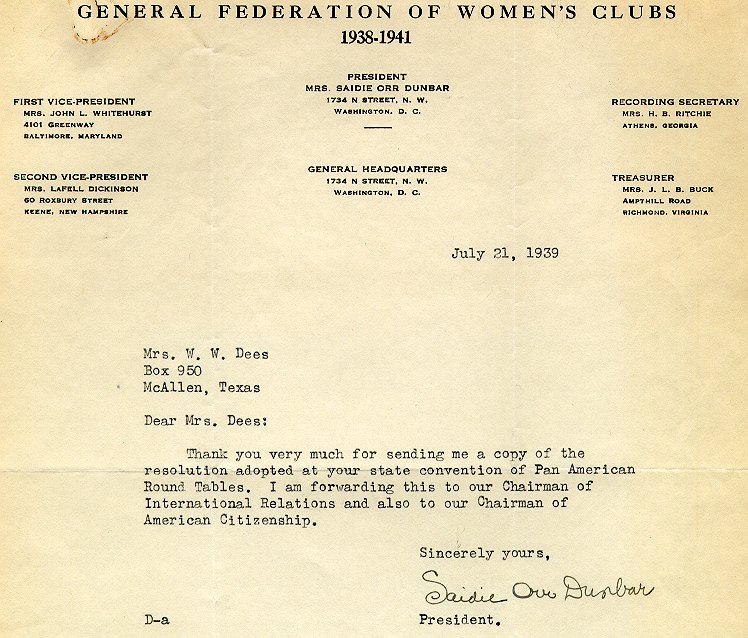 GENERAL FEDERATION OF WOMEN'S CLUBS
1938-1941
PRESIDENT
MRS. SAIDIE ORR DUNBAR
1734 N STREET, N. W.
WASHINGTON, D. C.
FIRST VICE-PRESIDENT
MRS. JOHN L. WHITEHURST
4101 GREENWAY
BALTIMORE, MARYLAND
RECORDING SECRETARY
MRS. H. B. RITCHIE
ATHENS, GEORGIA
SECOND VICE-PRESIDENT
MRS. LAFELL DICKINSON
60 ROXBURY STREET
KEENE, NEW HAMPSHIRE
GENERAL HEADQUARTERS
1734 N STREET, N. W.
WASHINGTON, D. C.
TREASURER
MRS. J. L. B. BUCK
AMPTHILL ROAD
RICHMOND, VIRGINIA
July 21, 1939
Mrs. W. W. Dees
Box 950
McAllen, Texas
Dear Mrs. Dees:
Thank you very much for sending me a copy of the
resolution adopted at your state convention of Pan American
Round Tables. I am forwarding this to our Chairman of
International Relations and also to our Chairman of
American Citizenship.
Sincerely yours,
Saidie Orr Dunbar
D-a
President.